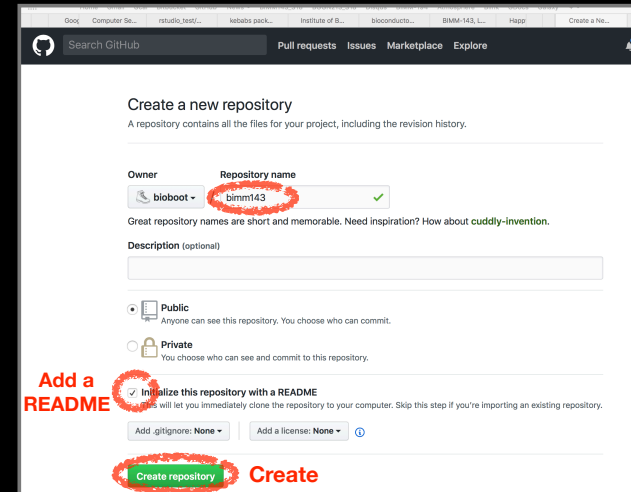 Goog Computer Se... rstudio_test/... kebabs pack... Institute of B... bioconducto... BIMM-143, L... Happ Create a Ne...
Search GitHub Pull requests Issues Marketplace Explore
Create a new repository
A repository contains all the files for your project, including the revision history.
Owner Repository name
bioboot bimm143
Great repository names are short and memorable. Need inspiration? How about cuddly-invention.
Description (optional)
Public
Anyone can see this repository. You choose who can commit.
Private
You choose who can see and commit to this repository.
Add a
README
Initialize this repository with a README
This will let you immediately clone the repository to your computer. Skip this step if you're importing an existing repository.
Add .gitignore: None Add a license: None
Create repository Create